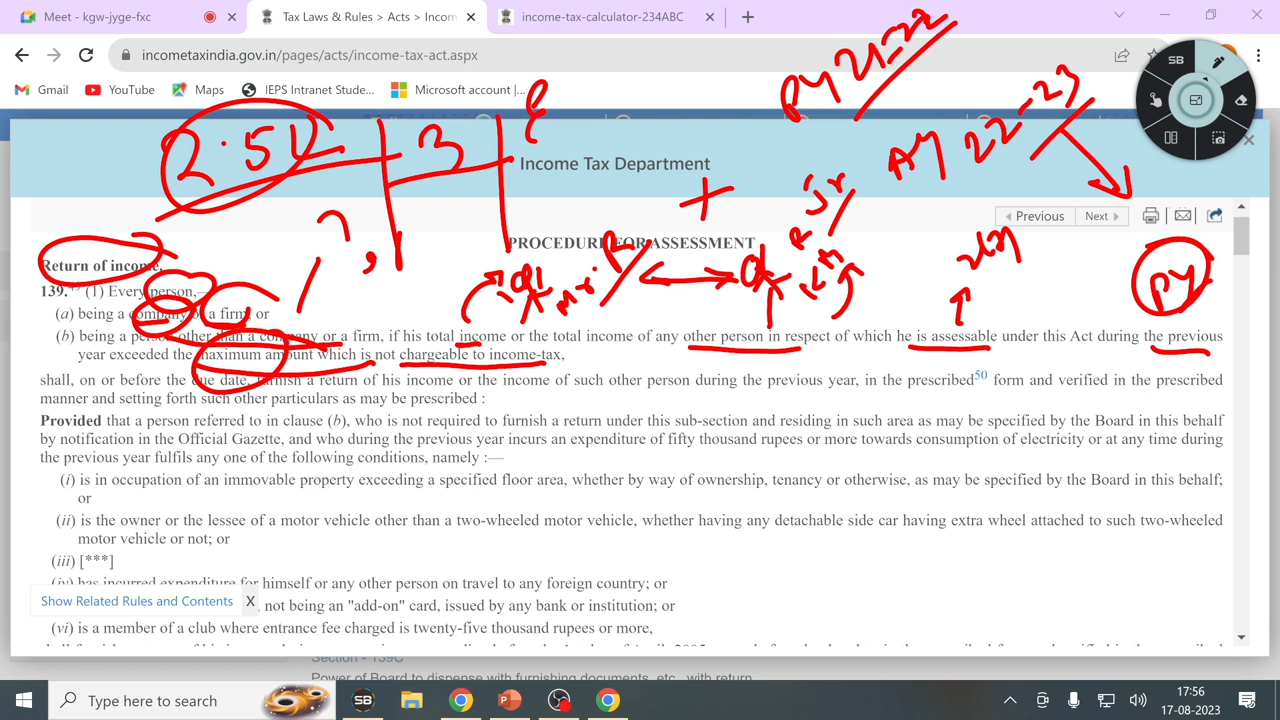 Meet - kgw-jyge-fxc
Tax Laws & Rules > Acts > Incom
income-tax-calculator-234ABC
incometaxindia.gov.in/pages/acts/income-tax-act.aspx
Gmail
YouTube
Maps
IEPS Intranet Studen...
Microsoft account |...
PY 21-22
AY 22-23
SB
2.5L
3
Income Tax Department
Previous
Next
PY
PROCEDURE FOR ASSESSMENT
Return of income.
139. (1) Every person,—
(a) being a company or a firm; or
(b) being a person other than a company or a firm, if his total income or the total income of any other person in respect of which he is assessable under this Act during the previous
year exceeded the maximum amount which is not chargeable to income-tax,
shall, on or before the due date, furnish a return of his income or the income of such other person during the previous year, in the prescribed50 form and verified in the prescribed
manner and setting forth such other particulars as may be prescribed :
Provided that a person referred to in clause (b), who is not required to furnish a return under this sub-section and residing in such area as may be specified by the Board in this behalf
by notification in the Official Gazette, and who during the previous year incurs an expenditure of fifty thousand rupees or more towards consumption of electricity or at any time during
the previous year fulfils any one of the following conditions, namely :—
(i) is in occupation of an immovable property exceeding a specified floor area, whether by way of ownership, tenancy or otherwise, as may be specified by the Board in this behalf;
or
(ii) is the owner or the lessee of a motor vehicle other than a two-wheeled motor vehicle, whether having any detachable side car having extra wheel attached to such two-wheeled
motor vehicle or not; or
(iii) [***]
(iv) has incurred expenditure for himself or any other person on travel to any foreign country; or
Show Related Rules and Contents X
, not being an "add-on" card, issued by any bank or institution; or
(vi) is a member of a club where entrance fee charged is twenty-five thousand rupees or more,
Section - 139C
Power of Board to dispense with furnishing documents, etc., with return
Type here to search
SB
17:56
17-08-2023